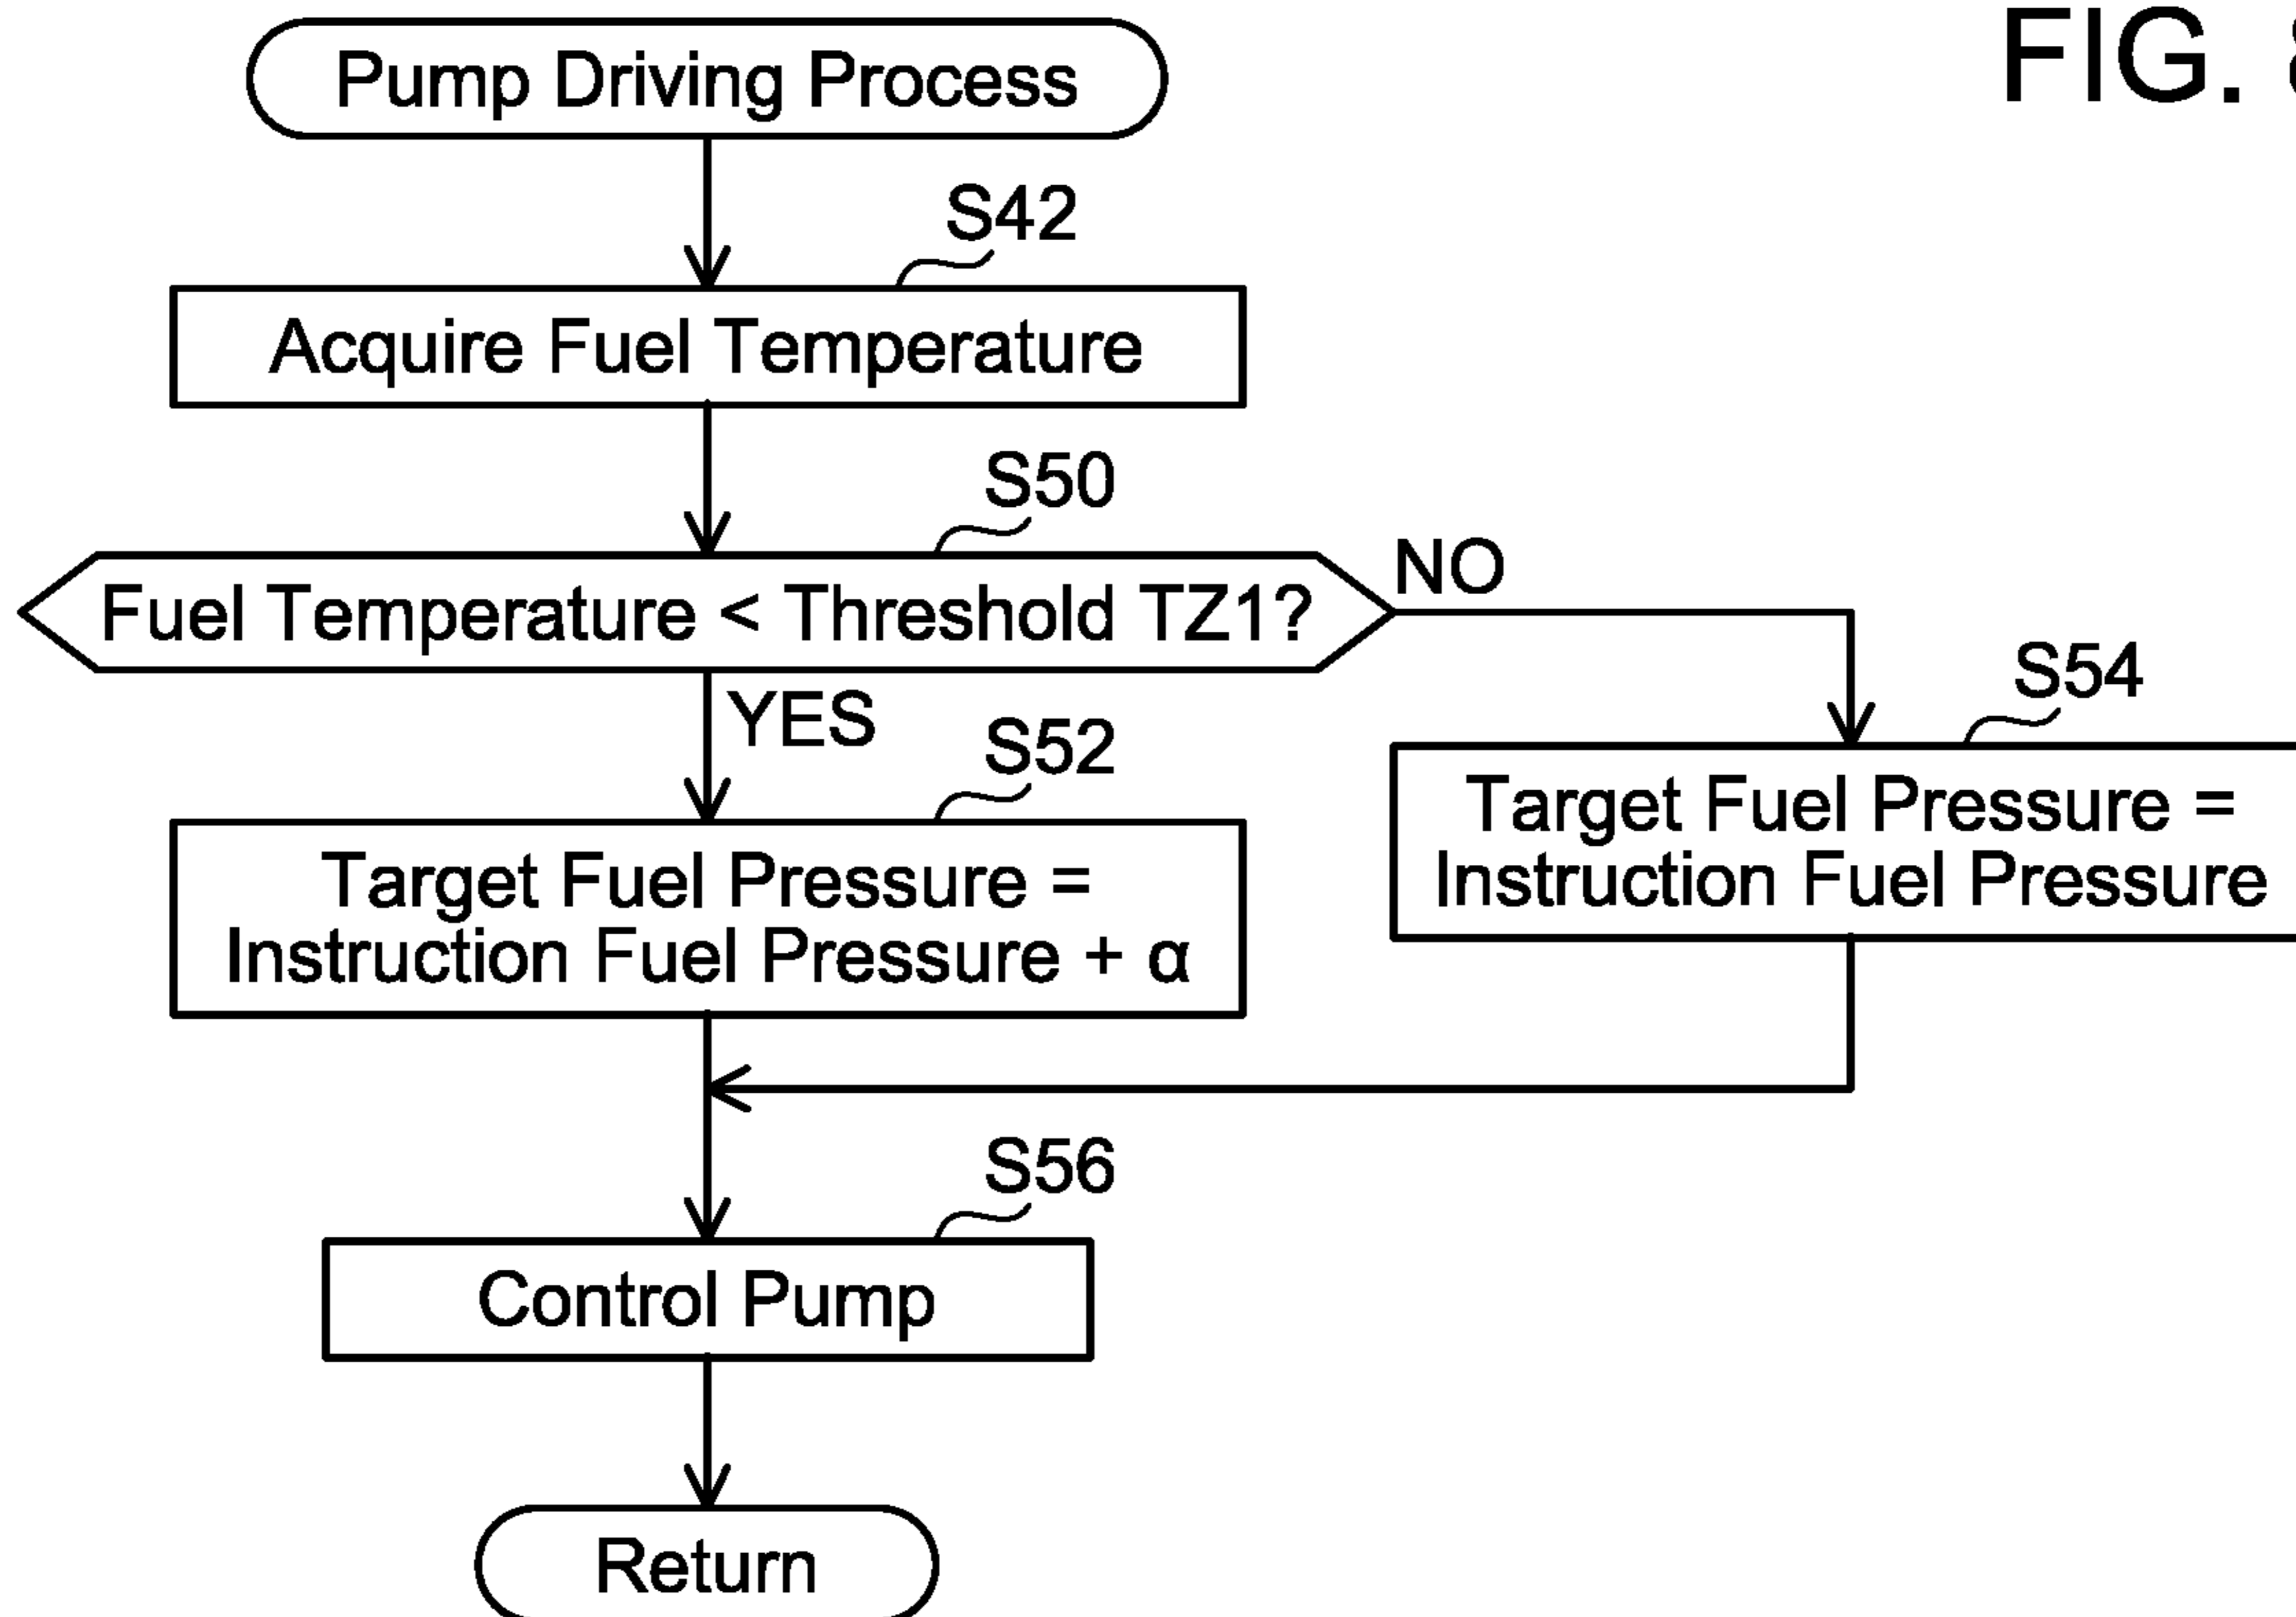 FIG. 8
Pump Driving Process
S42
Acquire Fuel Temperature
S50
Fuel Temperature < Threshold TZ1?
NO
YES
S52
S54
Target Fuel Pressure =
Instruction Fuel Pressure + α
Target Fuel Pressure =
Instruction Fuel Pressure
S56
Control Pump
Return